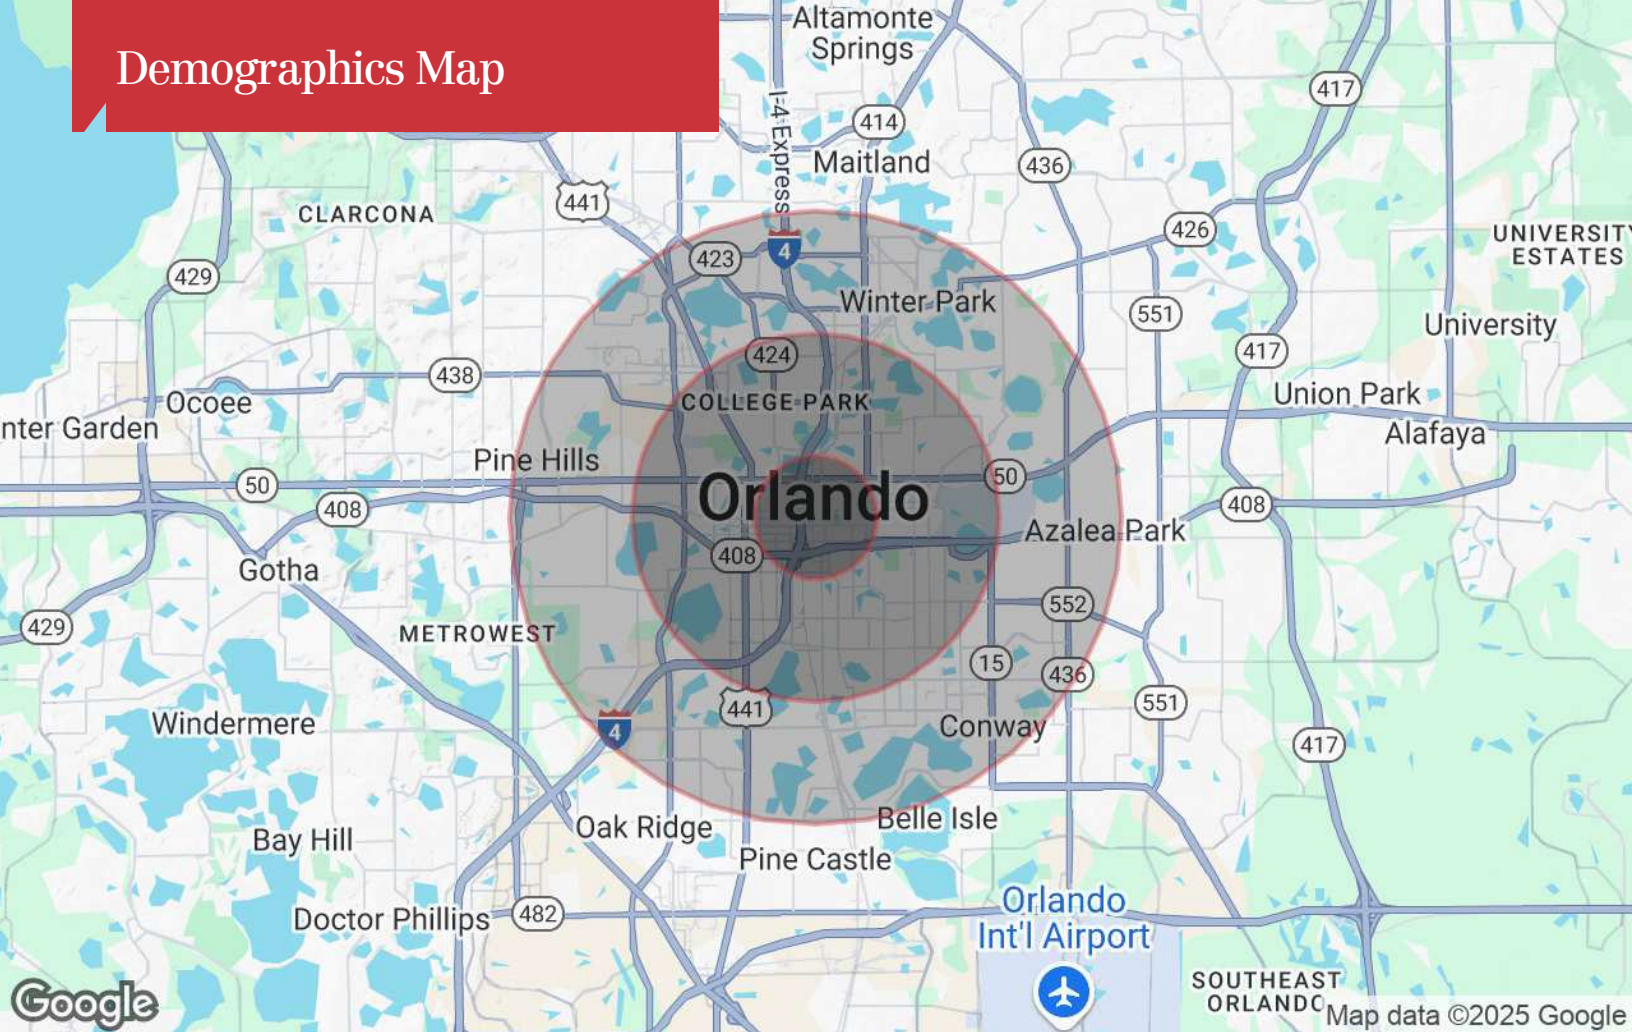 Demographics Map
Altamonte
Springs
417
I-4 Express
414
Maitland
436
441
CLARCONA
426
UNIVERSITY
ESTATES
423
4
429
Winter Park
551
University
424
417
438
Union Park
Ocoee
COLLEGE PARK
nter Garden
Alafaya
Pine Hills
50
50
Orlando
408
408
Azalea Park
408
Gotha
552
429
METROWEST
15
436
551
441
Windermere
4
Conway
417
Belle Isle
Oak Ridge
Bay Hill
Pine Castle
Orlando
Int'l Airport
Doctor Phillips
482
SOUTHEAST
ORLANDO
Google
Map data ©2025 Google